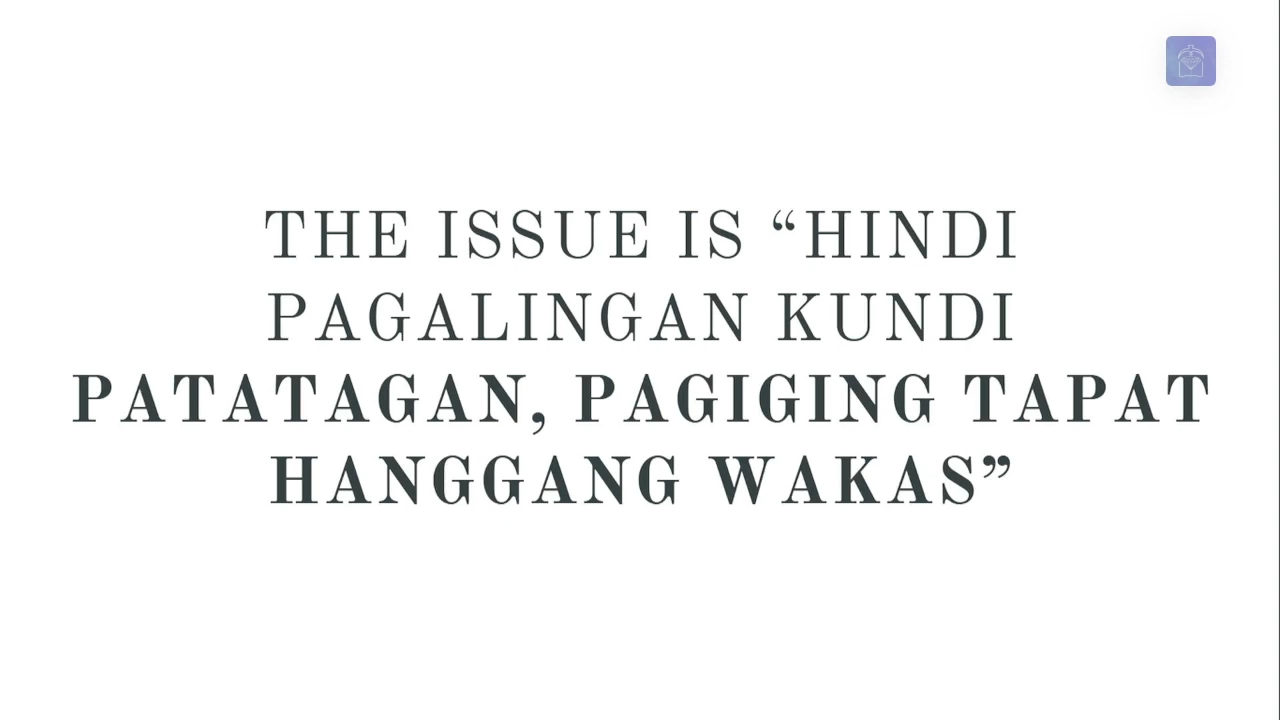 THE ISSUE IS “HINDI
PAGALINGAN KUNDI
PATATAGAN, PAGIGING TAPAT
HANGGANG WAKAS”